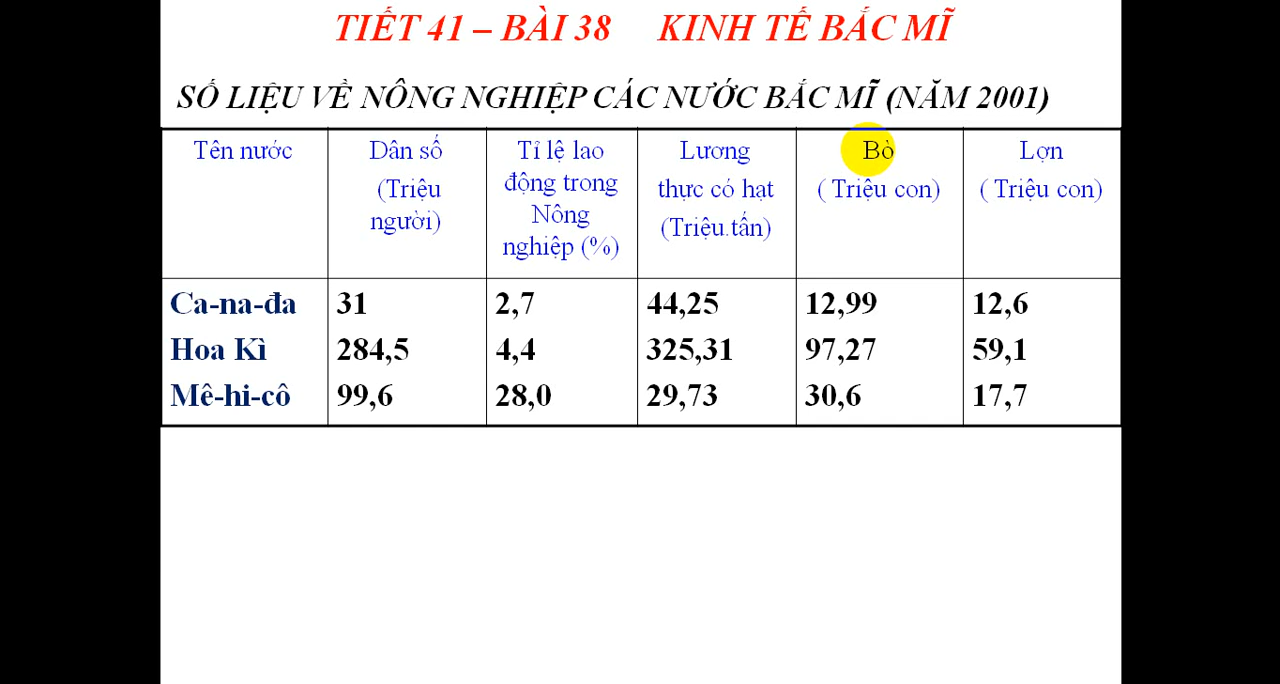 TIẾT 41 – BÀI 38 KINH TẾ BẮC MĨ
SỐ LIỆU VỀ NÔNG NGHIỆP CÁC NƯỚC BẮC MĨ (NĂM 2001)
Tên nước Dân số (Triệu người) Tỉ lệ lao động trong Nông nghiệp (%) Lương thực có hạt (Triệu.tấn) Bò ( Triệu con) Lợn ( Triệu con)
Ca-na-đa 31 2,7 44,25 12,99 12,6
Hoa Kì 284,5 4,4 325,31 97,27 59,1
Mê-hi-cô 99,6 28,0 29,73 30,6 17,7